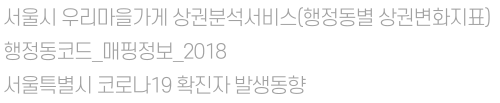 서울시 우리마을가게 상권분석서비스(행정동별 상권변화지표)
행정동코드_매핑정보_2018
서울특별시 코로나19 확진자 발생동향